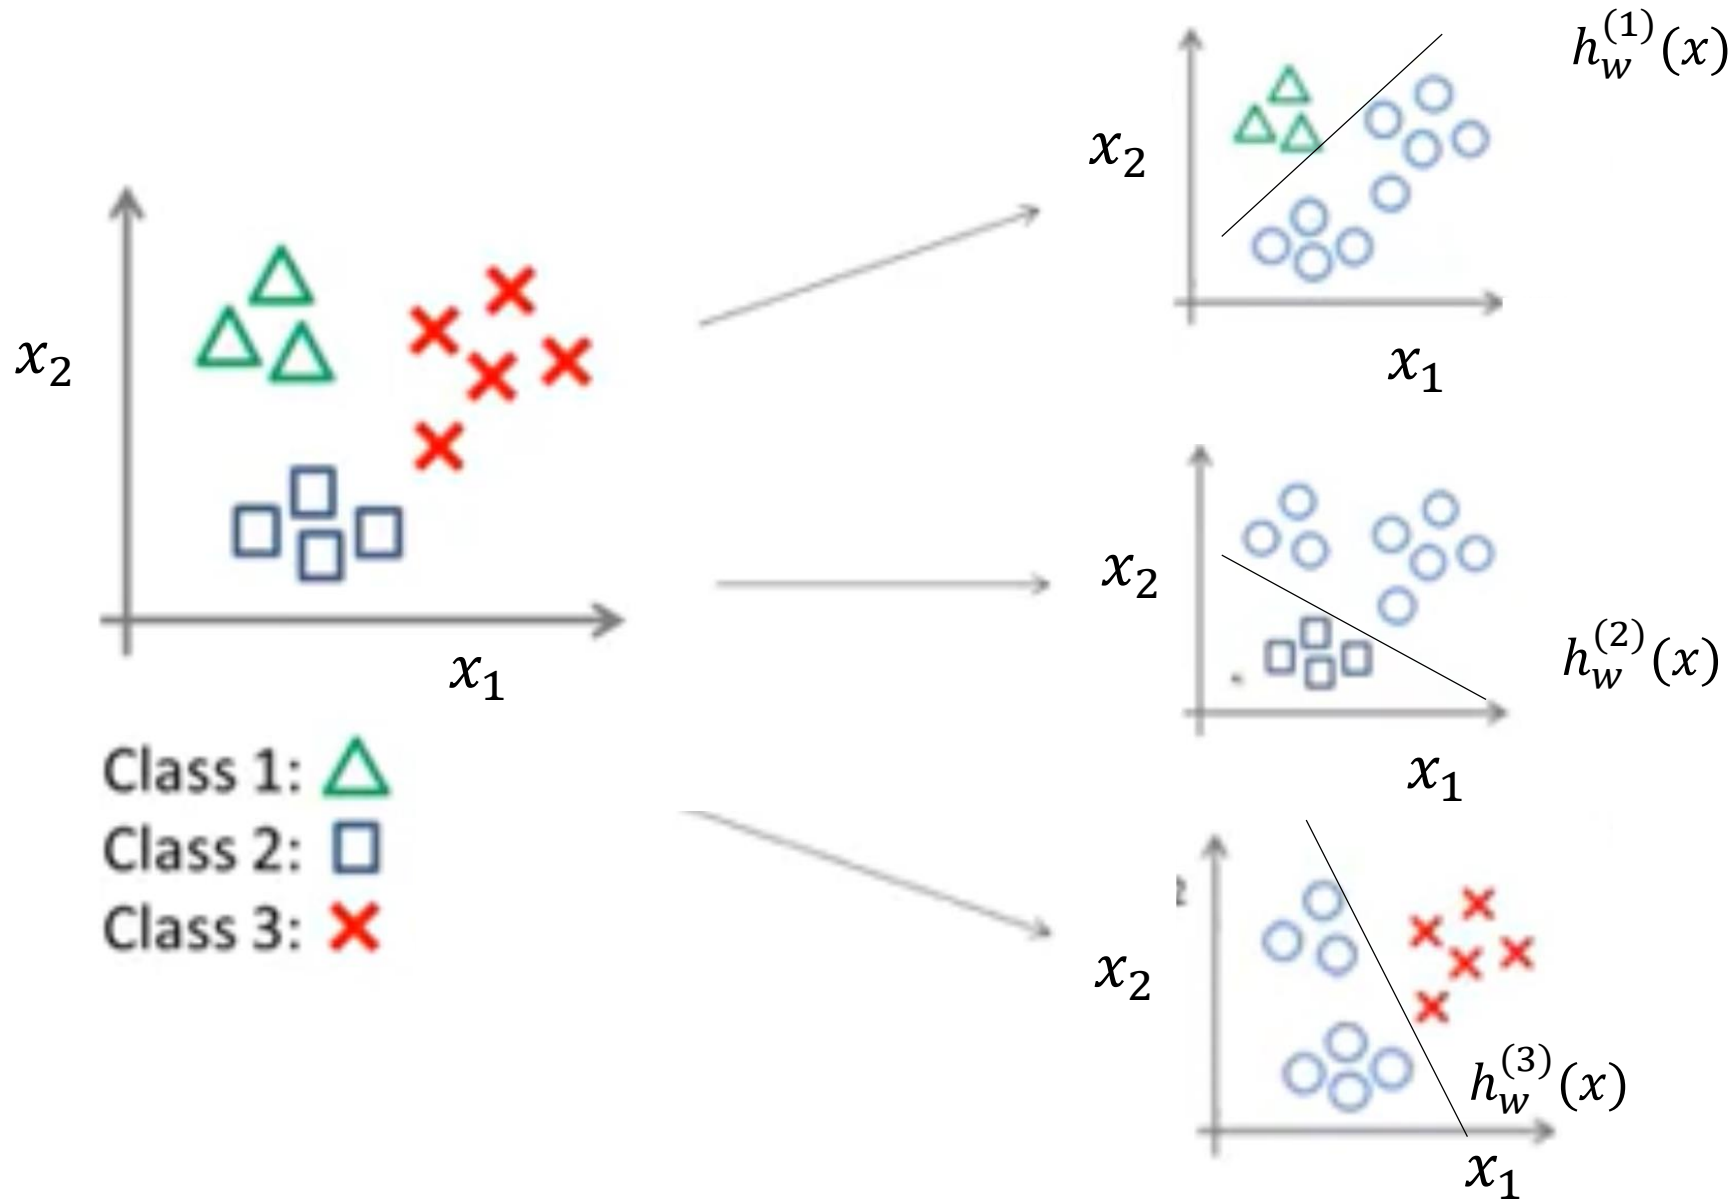 x₂
x₁
Class 1:
Class 2:
Class 3:
h_w^(1)(x)
x₂
x₁
x₂
h_w^(2)(x)
x₁
x₂
h_w^(3)(x)
x₁